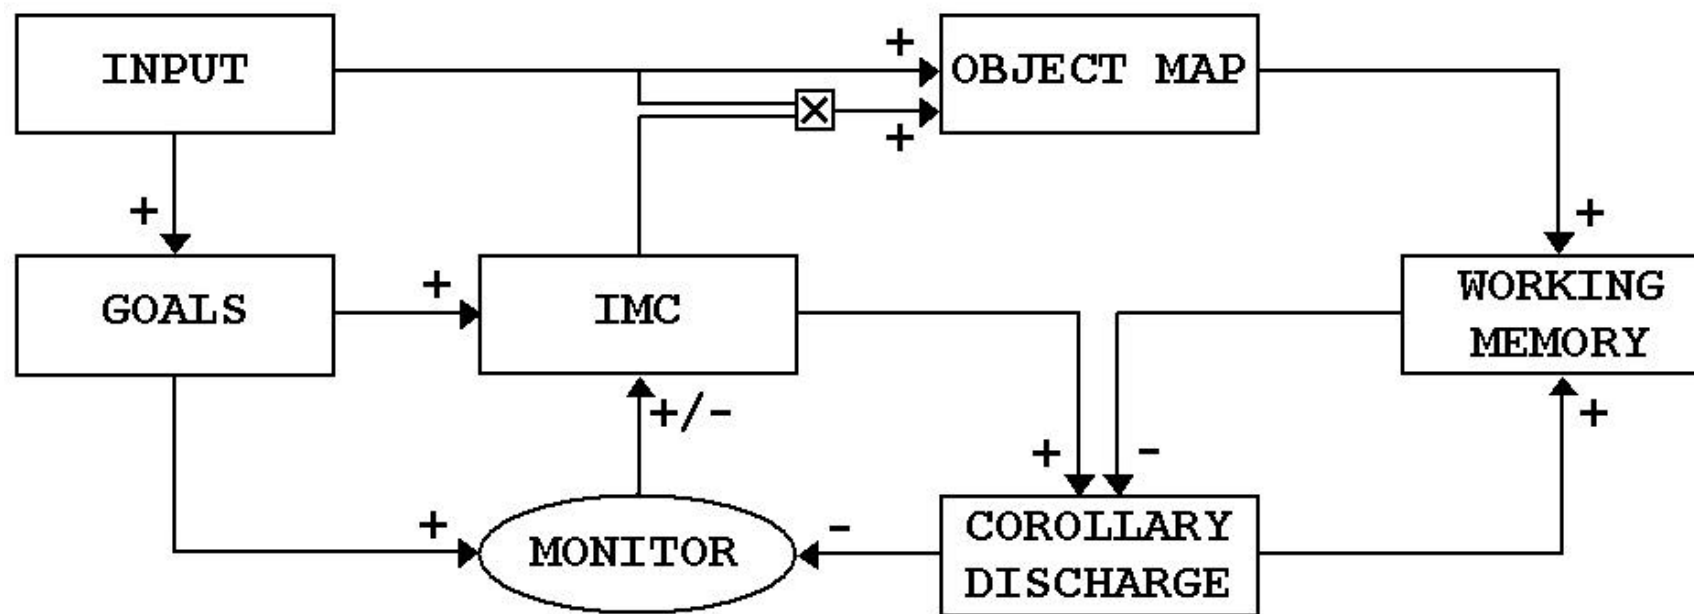 INPUT
+
OBJECT MAP
+
+
+
GOALS
+
IMC
WORKING
MEMORY
+/-
+
+
-
+
MONITOR
-
COROLLARY
DISCHARGE